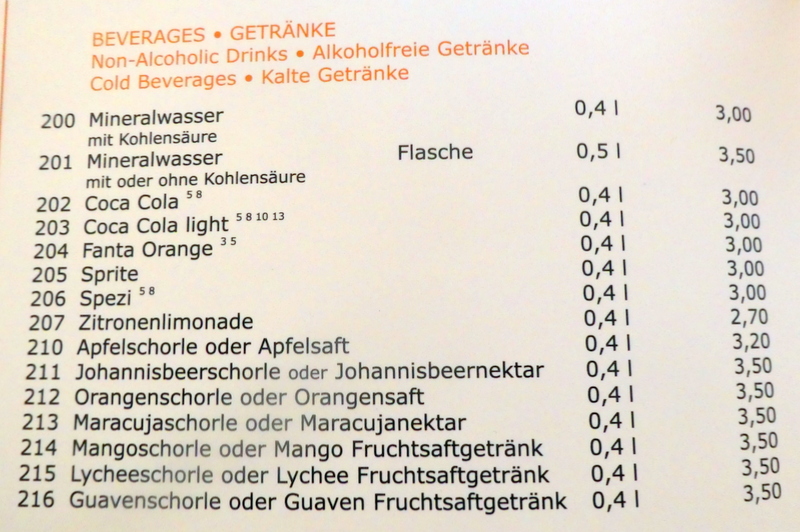 BEVERAGES • GETRÄNKE
Non-Alcoholic Drinks • Alkoholfreie Getränke
Cold Beverages • Kalte Getränke
200 Mineralwasser 0,4 l 3,00
mit Kohlensäure
201 Mineralwasser Flasche 0,5 l 3,50
mit oder ohne Kohlensäure
202 Coca Cola 5 8 0,4 l 3,00
203 Coca Cola light 5 8 10 13 0,4 l 3,00
204 Fanta Orange 3 5 0,4 l 3,00
205 Sprite 0,4 l 3,00
206 Spezi 5 8 0,4 l 3,00
207 Zitronenlimonade 0,4 l 2,70
210 Apfelschorle oder Apfelsaft 0,4 l 3,20
211 Johannisbeerschorle oder Johannisbeernektar 0,4 l 3,50
212 Orangenschorle oder Orangensaft 0,4 l 3,50
213 Maracujaschorle oder Maracujanektar 0,4 l 3,50
214 Mangoschorle oder Mango Fruchtsaftgetränk 0,4 l 3,50
215 Lycheeschorle oder Lychee Fruchtsaftgetränk 0,4 l 3,50
216 Guavenschorle oder Guaven Fruchtsaftgetränk 0,4 l 3,50